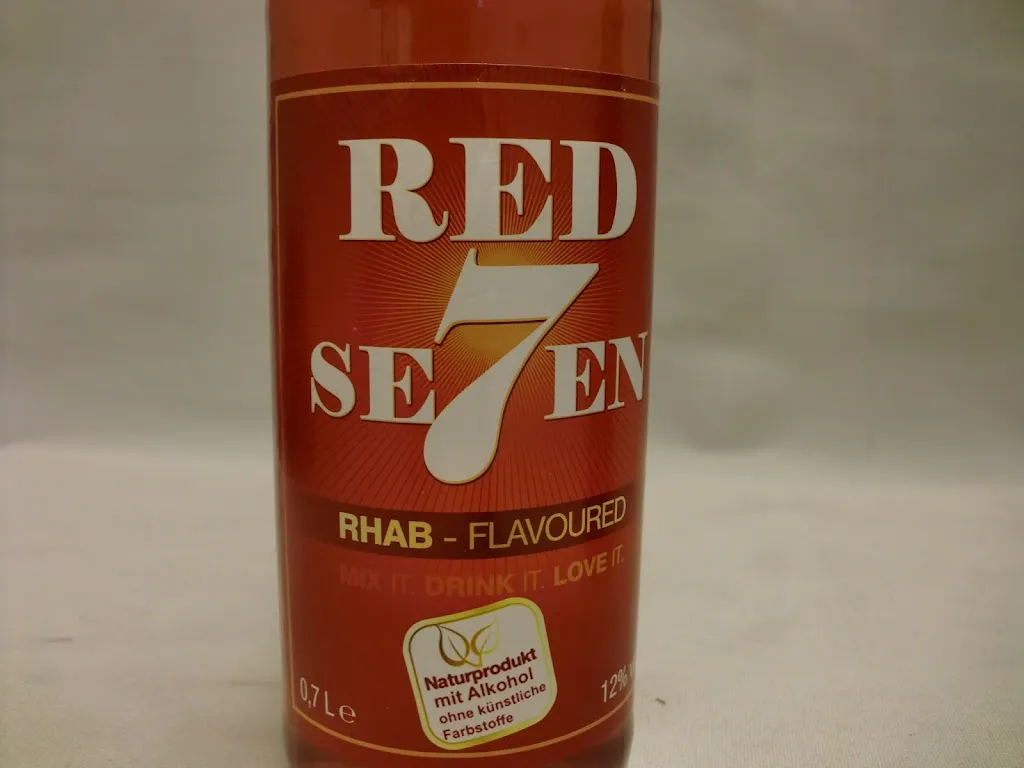 RED
SE7EN
RHAB - FLAVOURED
MIX IT. DRINK IT. LOVE IT.
Naturprodukt
mit Alkohol
ohne künstliche
Farbstoffe
0,7 L e
12%